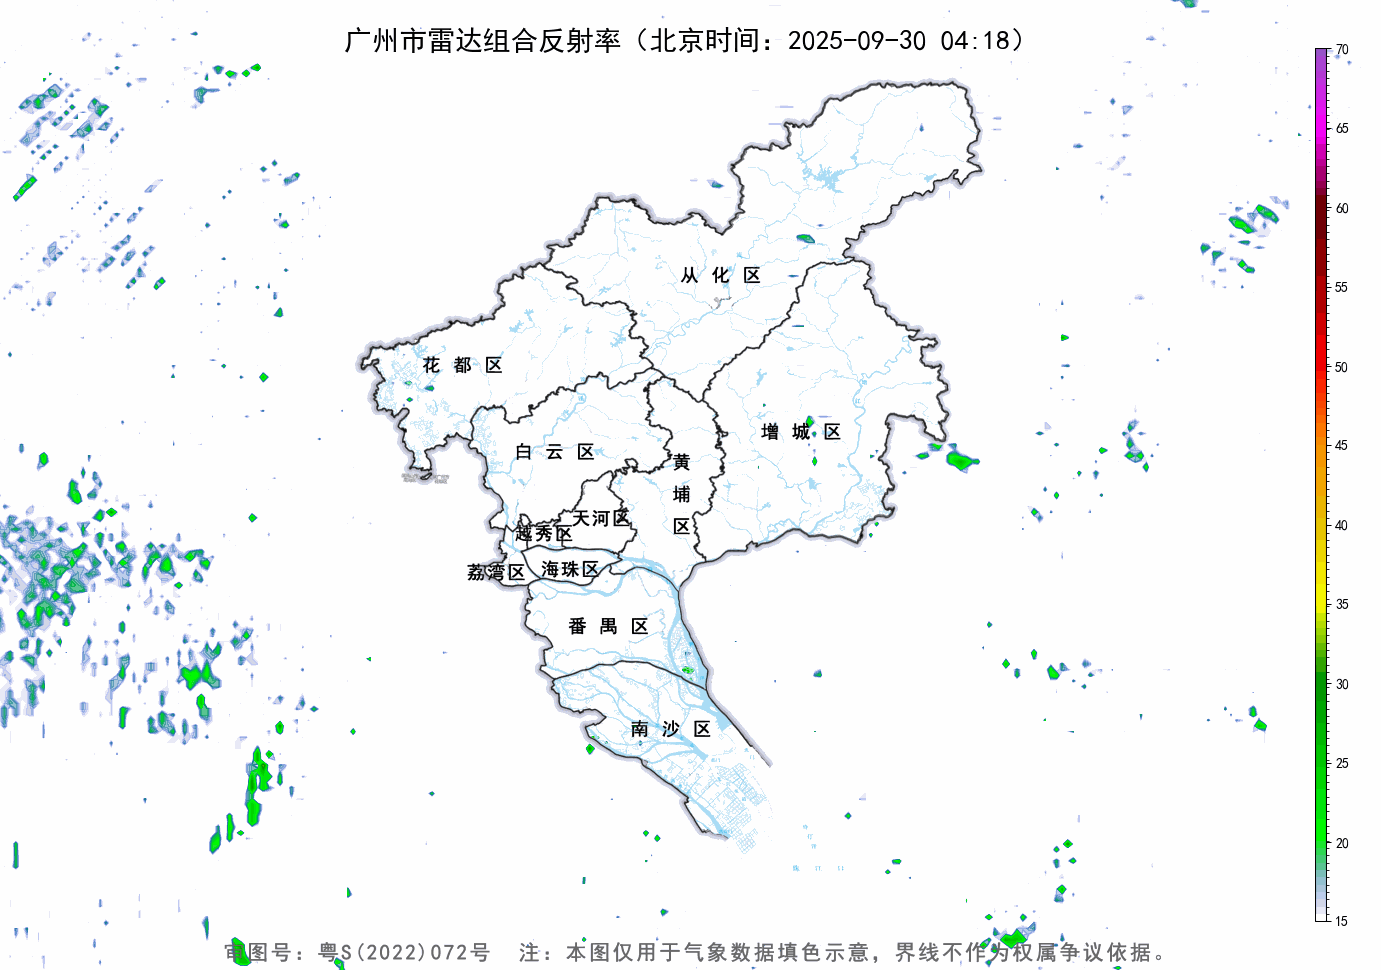 广州市雷达组合反射率（北京时间：2025-09-30 04:18）
70
65
60
55
50
45
40
35
30
25
20
15
从化区
花都区
增城区
白云区
黄埔区
天河区
越秀区
荔湾区
海珠区
番禺区
南沙区
审图号：粤S(2022)072号　注：本图仅用于气象数据填色示意，界线不作为权属争议依据。